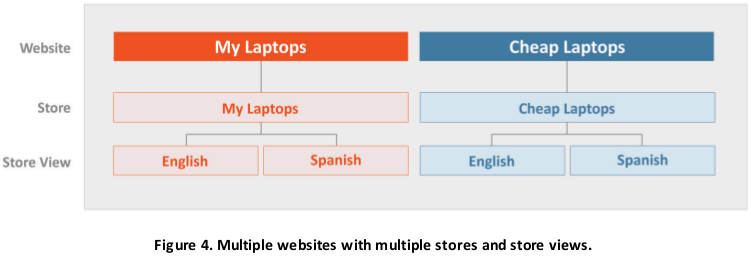 Website
My Laptops
Cheap Laptops
Store
My Laptops
Cheap Laptops
Store View
English
Spanish
English
Spanish
Figure 4. Multiple websites with multiple stores and store views.